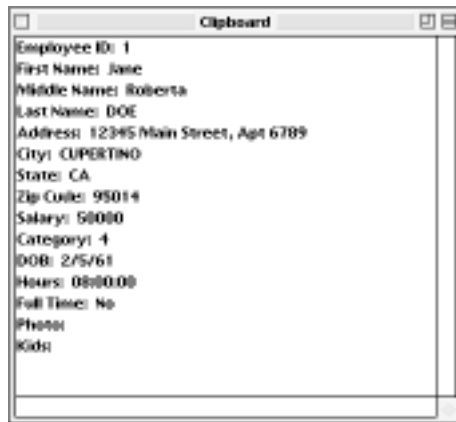 Clipboard
Employee ID: 1
First Name: Jane
Middle Name: Roberta
Last Name: DOE
Address: 12345 Main Street, Apt 6789
City: CUPERTINO
State: CA
Zip Code: 95014
Salary: 50000
Category: 4
DOB: 2/5/61
Hours: 08:00:00
Full Time: No
Photo:
Kids: